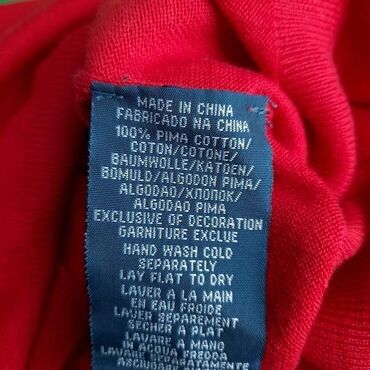 MADE IN CHINA
FABRICADO NA CHINA
100% PIMA COTTON/
COTON/COTONE/
BAUMWOLLE/KATOEN/
BOMULD/ALGODON PIMA/
ALGODAO/ХЛОПОК/
ALGODAO PIMA
EXCLUSIVE OF DECORATION
GARNITURE EXCLUE
HAND WASH COLD
SEPARATELY
LAY FLAT TO DRY
LAVER A LA MAIN
EN EAU FROIDE
LAVER SEPAREMENT
SECHER A PLAT
LAVARE A MANO
IN ACQUA FREDDA
LAVARE SEPARATAMENTE